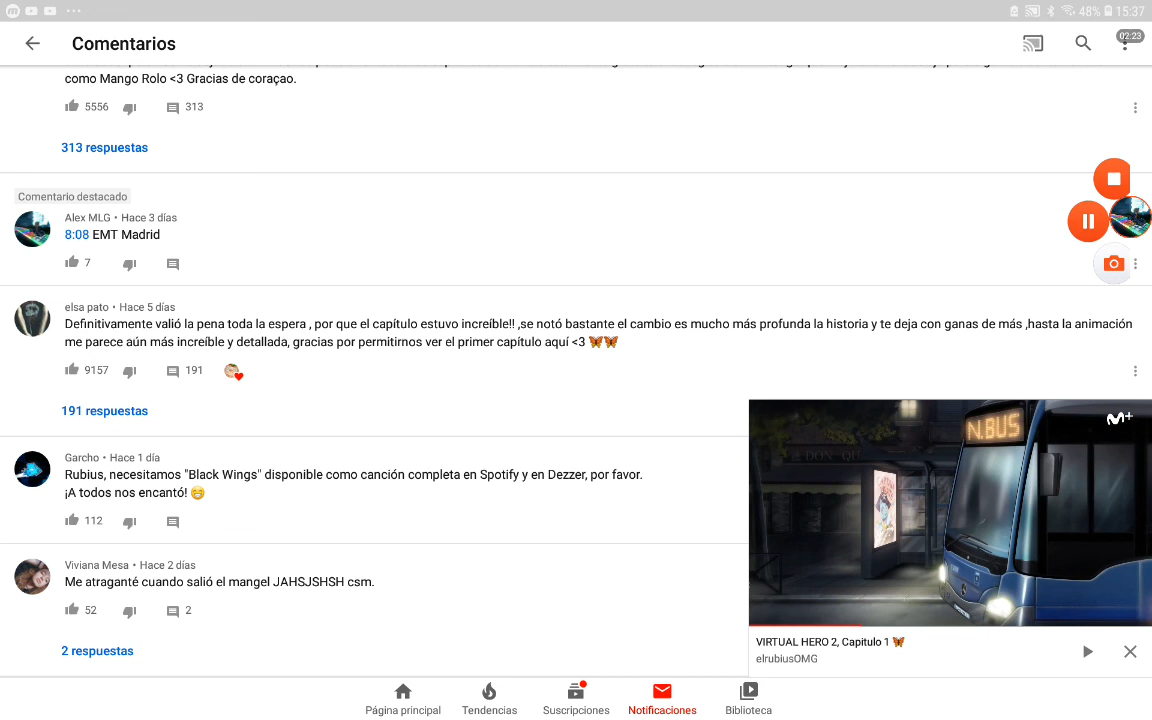 48% 15:37
Comentarios
02:23
como Mango Rolo <3 Gracias de coraçao.
5556 313
313 respuestas
Comentario destacado
Alex MLG • Hace 3 días
8:08 EMT Madrid
7
elsa pato • Hace 5 días
Definitivamente valió la pena toda la espera , por que el capítulo estuvo increíble!! ,se notó bastante el cambio es mucho más profunda la historia y te deja con ganas de más ,hasta la animación
me parece aún más increíble y detallada, gracias por permitirnos ver el primer capítulo aquí <3 🦋🦋
9157 191
191 respuestas
Garcho • Hace 1 día
Rubius, necesitamos "Black Wings" disponible como canción completa en Spotify y en Dezzer, por favor.
¡A todos nos encantó! 😁
112
Viviana Mesa • Hace 2 días
Me atraganté cuando salió el mangel JAHSJSHSH csm.
52 2
2 respuestas
M+
N.BUS
DON QU
VIRTUAL HERO 2, Capitulo 1 🦋
elrubiusOMG
Página principal Tendencias Suscripciones Notificaciones Biblioteca